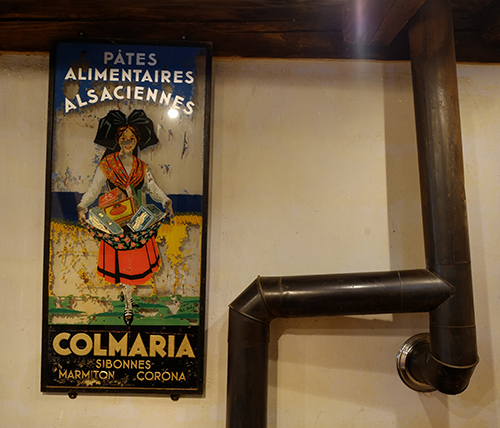 PÂTES
ALIMENTAIRES
ALSACIENNES
COLMARIA
SIBONNES
MARMITON CORONA